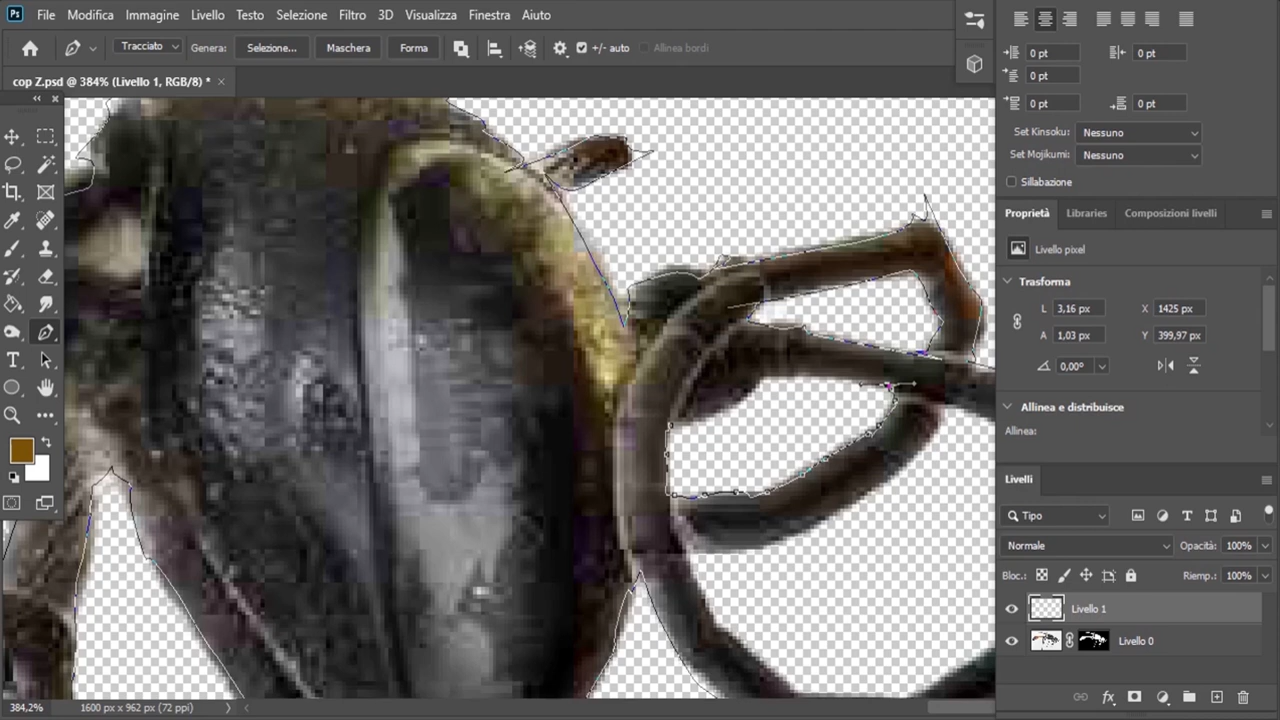 Ps File Modifica Immagine Livello Testo Selezione Filtro 3D Visualizza Finestra Aiuto
Tracciato Genera: Selezione... Maschera Forma +/- auto Allinea bordi
cop Z.psd @ 384% (Livello 1, RGB/8) *
0 pt 0 pt
0 pt
0 pt 0 pt
Set Kinsoku: Nessuno
Set Mojikumi: Nessuno
Sillabazione
Proprietà Libraries Composizioni livelli
Livello pixel
Trasforma
L 3,16 px X 1425 px
A 1,03 px Y 399,97 px
0,00°
Allinea e distribuisce
Allinea:
Livelli
Tipo
Normale Opacità: 100%
Bloc.: Riemp.: 100%
Livello 1
Livello 0
fx
384,2% 1600 px x 962 px (72 ppi)